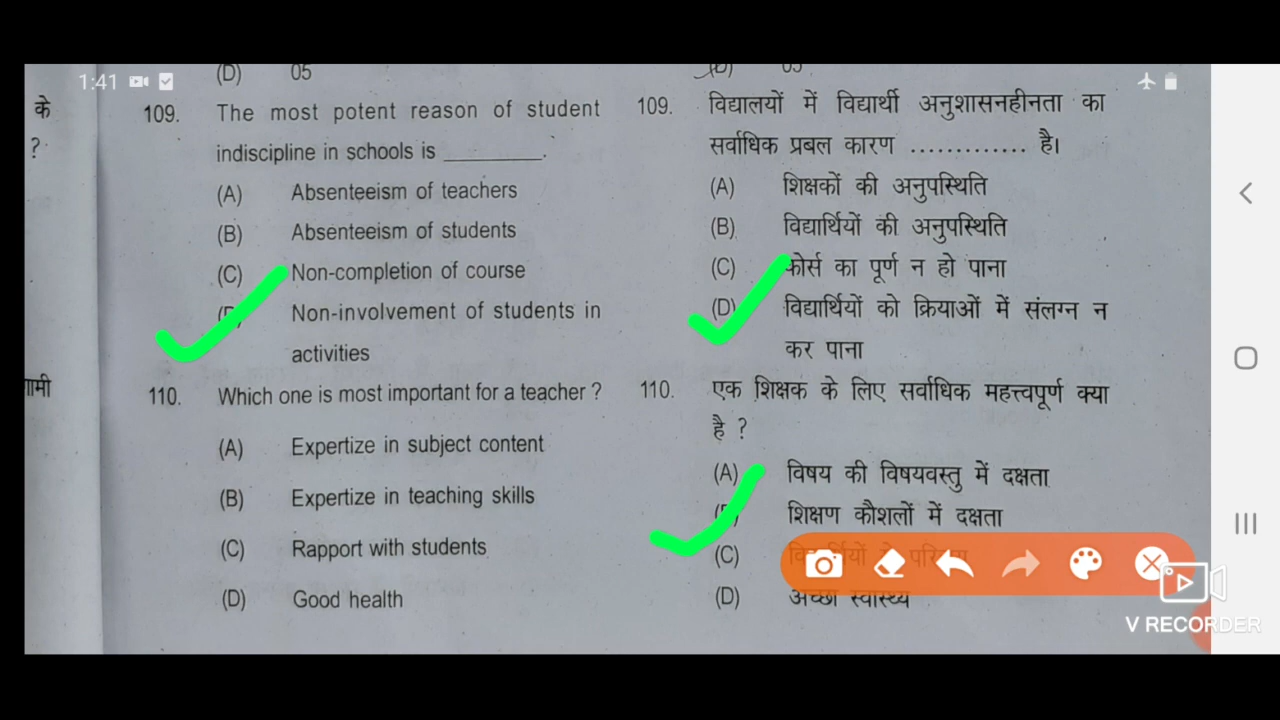 1:41
(D) 05
के
?
गामी
109. The most potent reason of student
indiscipline in schools is ________.
(A) Absenteeism of teachers
(B) Absenteeism of students
(C) Non-completion of course
Non-involvement of students in
activities
110. Which one is most important for a teacher ?
(A) Expertize in subject content
(B) Expertize in teaching skills
(C) Rapport with students
(D) Good health
(D) 05
109. विद्यालयों में विद्यार्थी अनुशासनहीनता का
सर्वाधिक प्रबल कारण ............. है।
(A) शिक्षकों की अनुपस्थिति
(B) विद्यार्थियों की अनुपस्थिति
(C) कोर्स का पूर्ण न हो पाना
(D) विद्यार्थियों को क्रियाओं में संलग्न न
कर पाना
110. एक शिक्षक के लिए सर्वाधिक महत्त्वपूर्ण क्या
है ?
(A) विषय की विषयवस्तु में दक्षता
शिक्षण कौशलों में दक्षता
(C)
(D) अच्छा स्वास्थ्य
V RECORDER